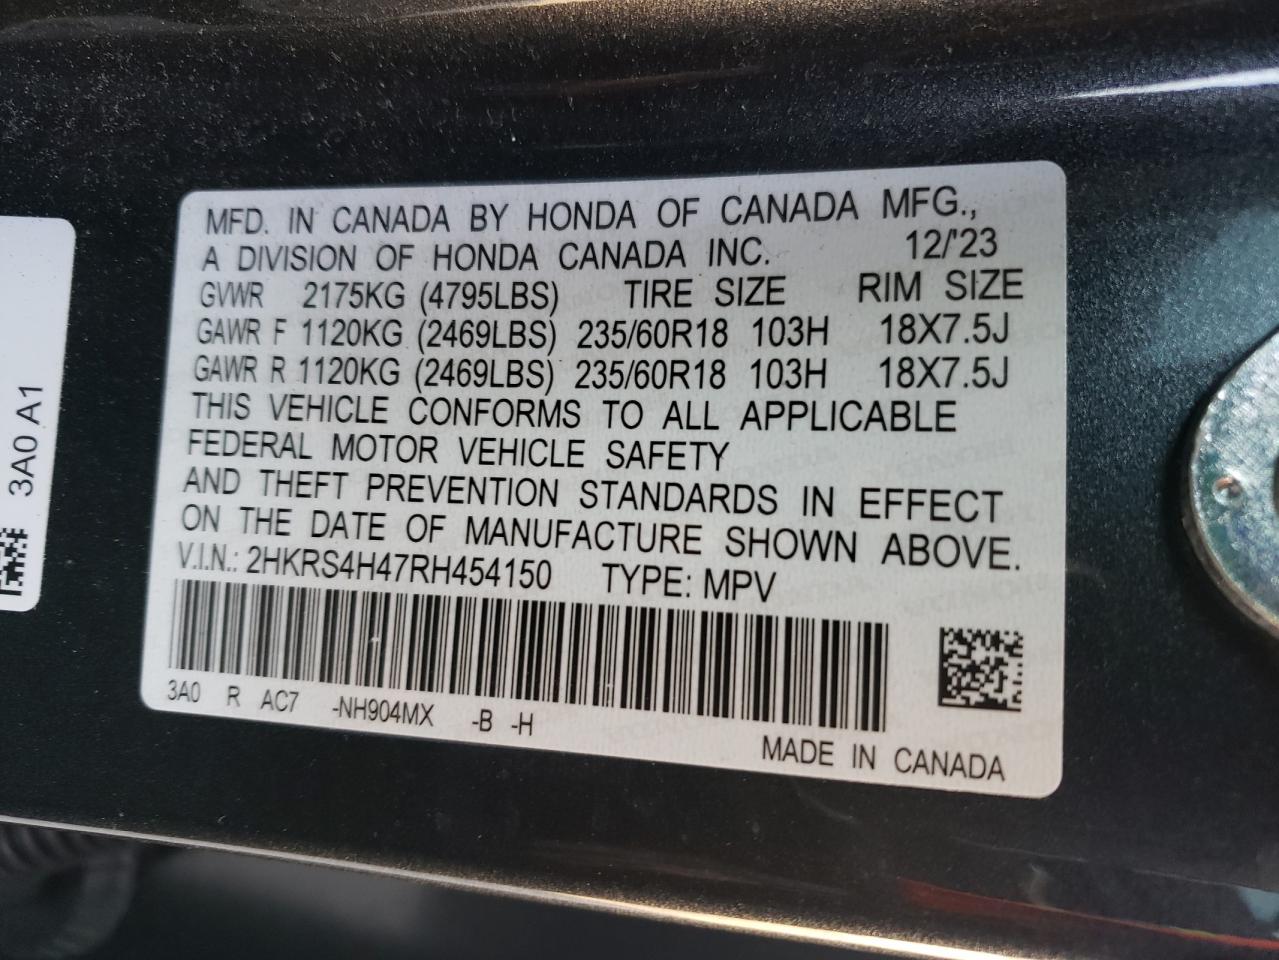 MFD. IN CANADA BY HONDA OF CANADA MFG.,
A DIVISION OF HONDA CANADA INC. 12/'23
GVWR 2175KG (4795LBS) TIRE SIZE RIM SIZE
GAWR F 1120KG (2469LBS) 235/60R18 103H 18X7.5J
GAWR R 1120KG (2469LBS) 235/60R18 103H 18X7.5J
THIS VEHICLE CONFORMS TO ALL APPLICABLE
FEDERAL MOTOR VEHICLE SAFETY
AND THEFT PREVENTION STANDARDS IN EFFECT
ON THE DATE OF MANUFACTURE SHOWN ABOVE.
V.I.N.: 2HKRS4H47RH454150 TYPE: MPV
3A0 R AC7 -NH904MX -B -H
MADE IN CANADA
3A0 A1